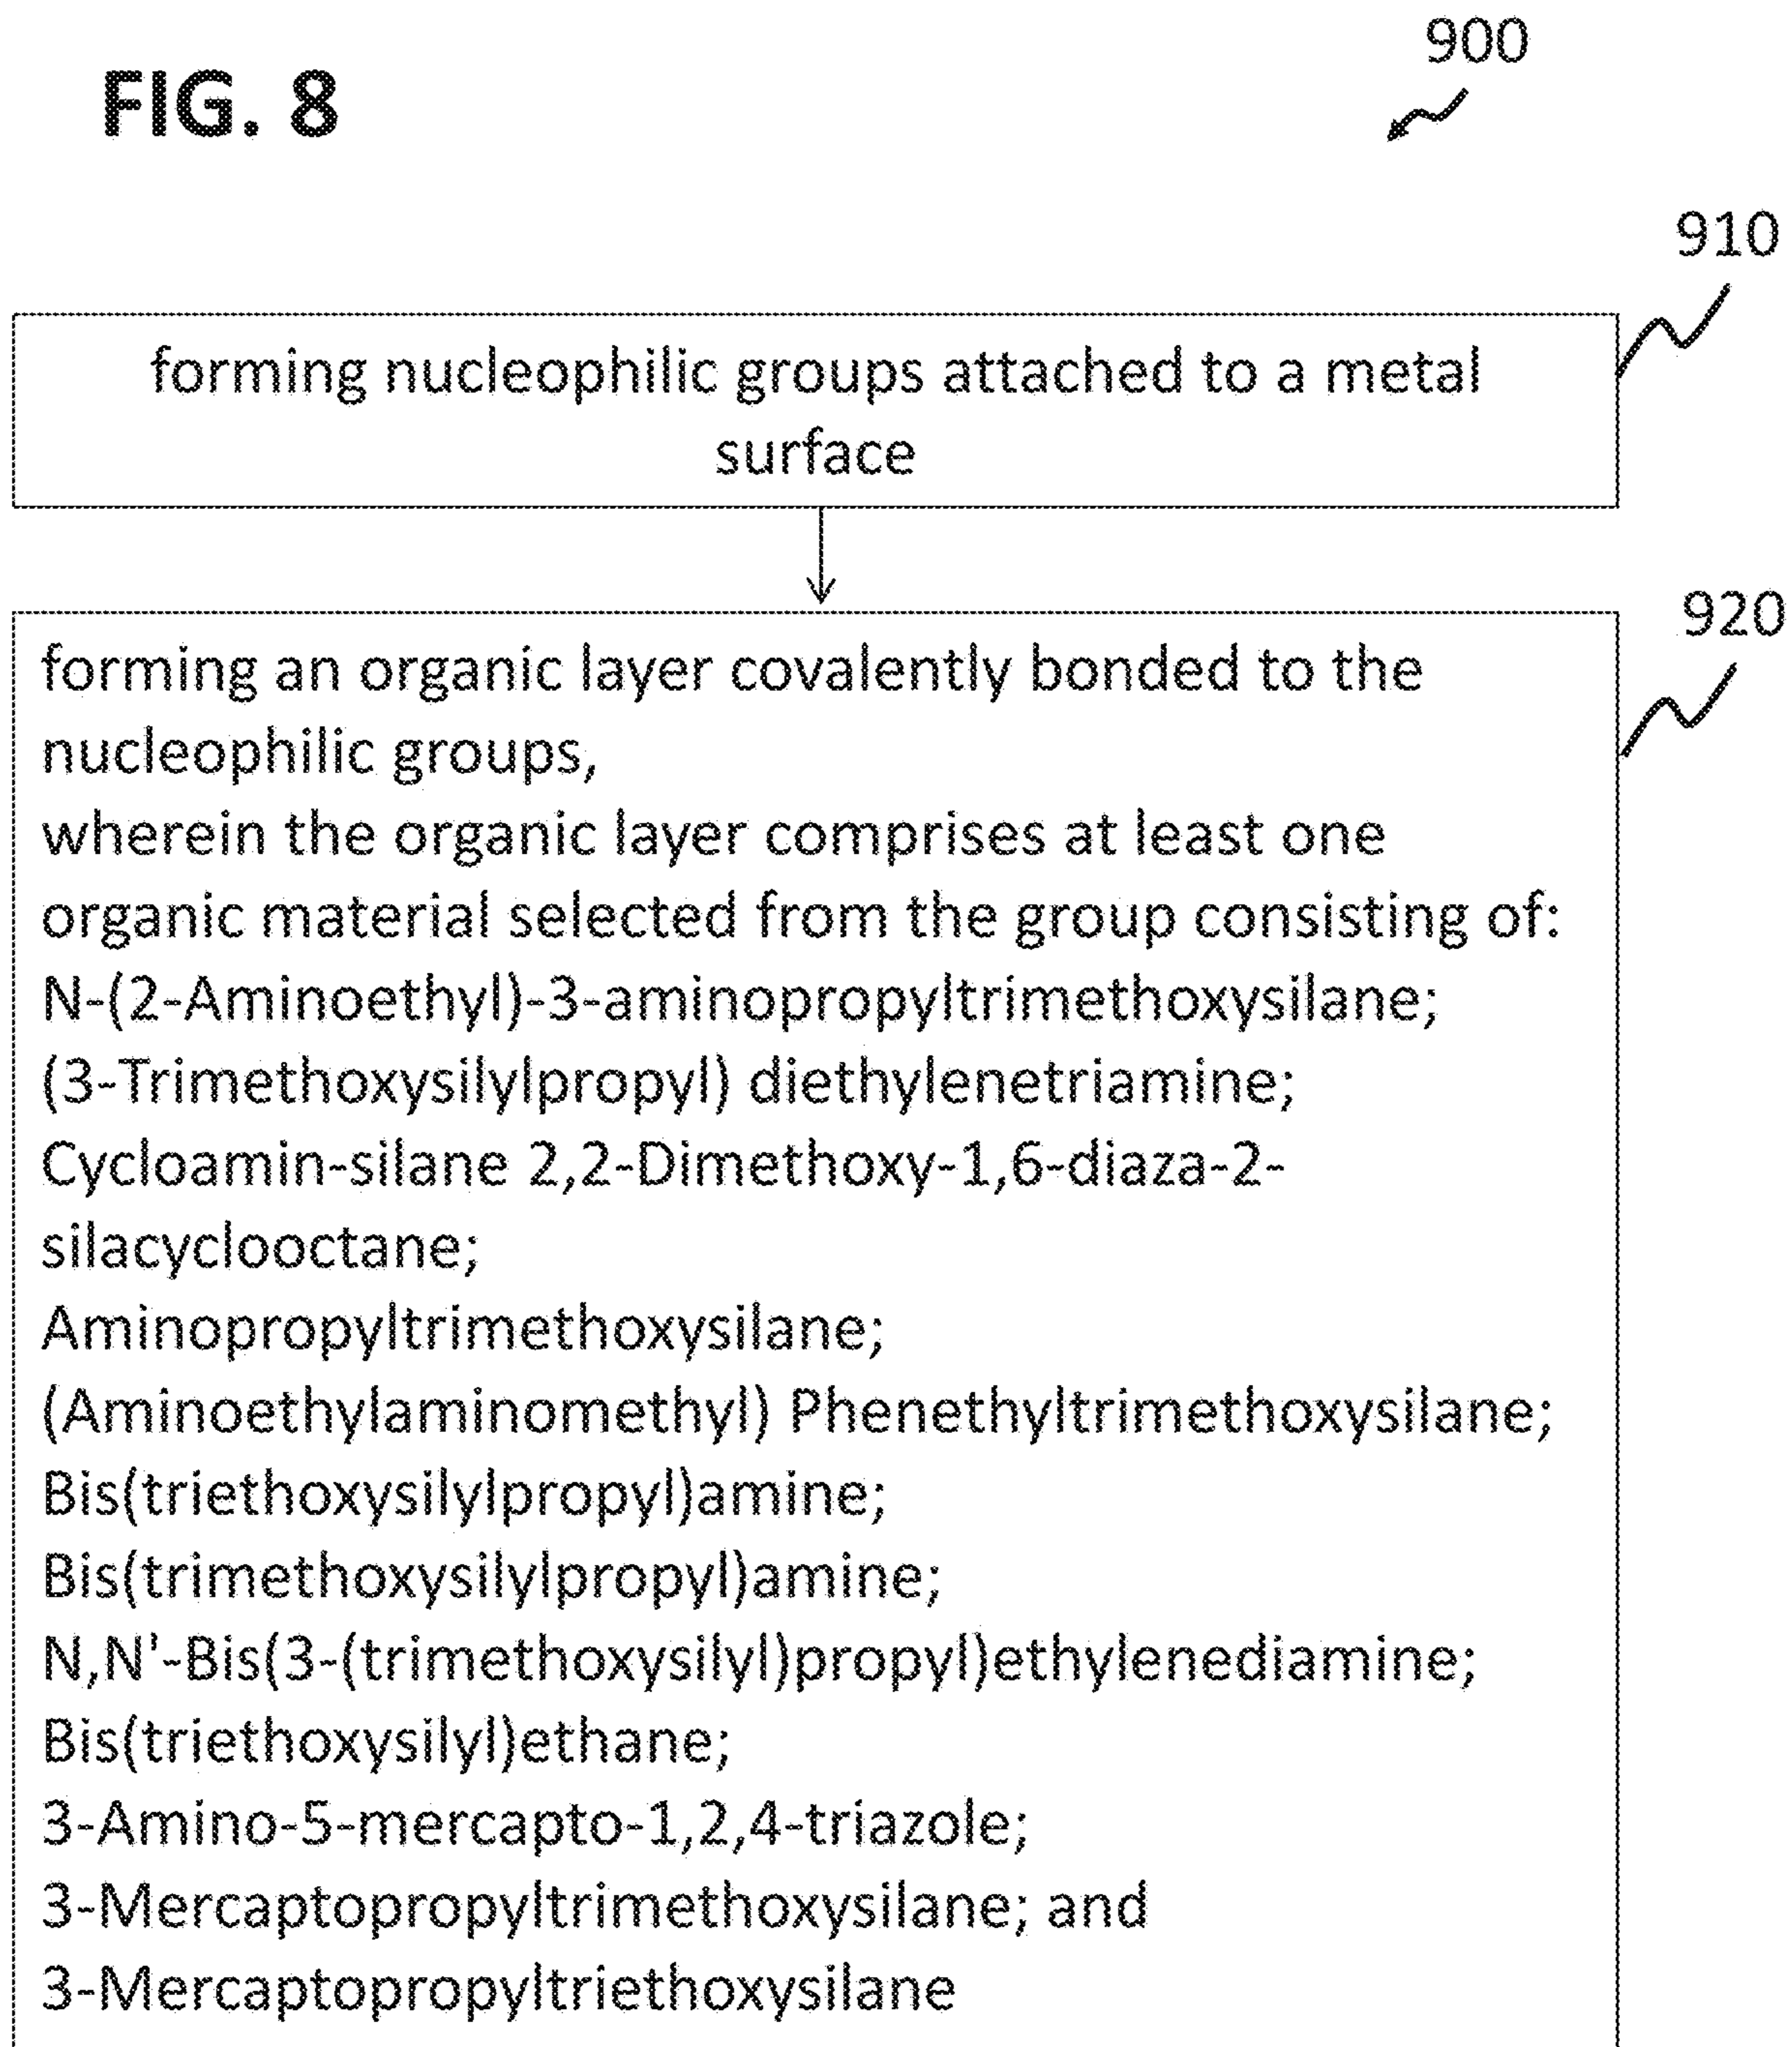 FIG. 8
900
910
forming nucleophilic groups attached to a metal
surface
920
forming an organic layer covalently bonded to the
nucleophilic groups,
wherein the organic layer comprises at least one
organic material selected from the group consisting of:
N-(2-Aminoethyl)-3-aminopropyltrimethoxysilane;
(3-Trimethoxysilylpropyl) diethylenetriamine;
Cycloamin-silane 2,2-Dimethoxy-1,6-diaza-2-
silacyclooctane;
Aminopropyltrimethoxysilane;
(Aminoethylaminomethyl) Phenethyltrimethoxysilane;
Bis(triethoxysilylpropyl)amine;
Bis(trimethoxysilylpropyl)amine;
N,N'-Bis(3-(trimethoxysilyl)propyl)ethylenediamine;
Bis(triethoxysilyl)ethane;
3-Amino-5-mercapto-1,2,4-triazole;
3-Mercaptopropyltrimethoxysilane; and
3-Mercaptopropyltriethoxysilane